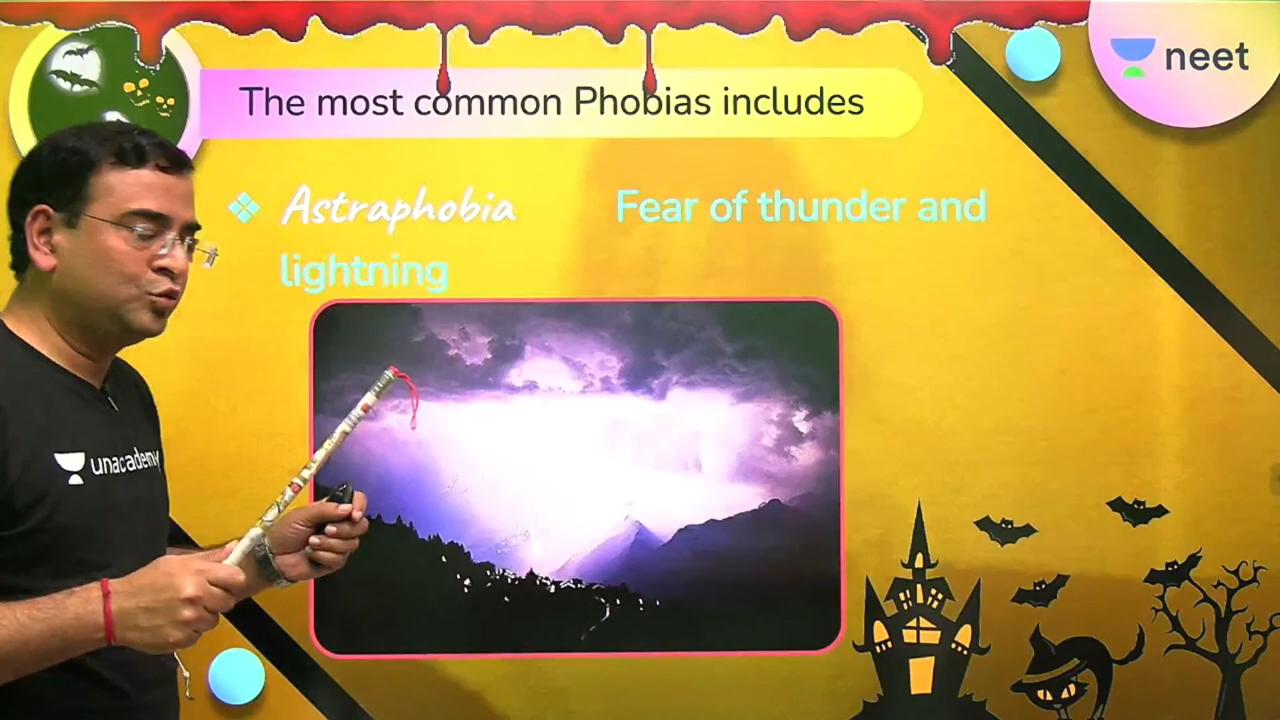 neet
The most common Phobias includes
Astraphobia Fear of thunder and
lightning
unacademy